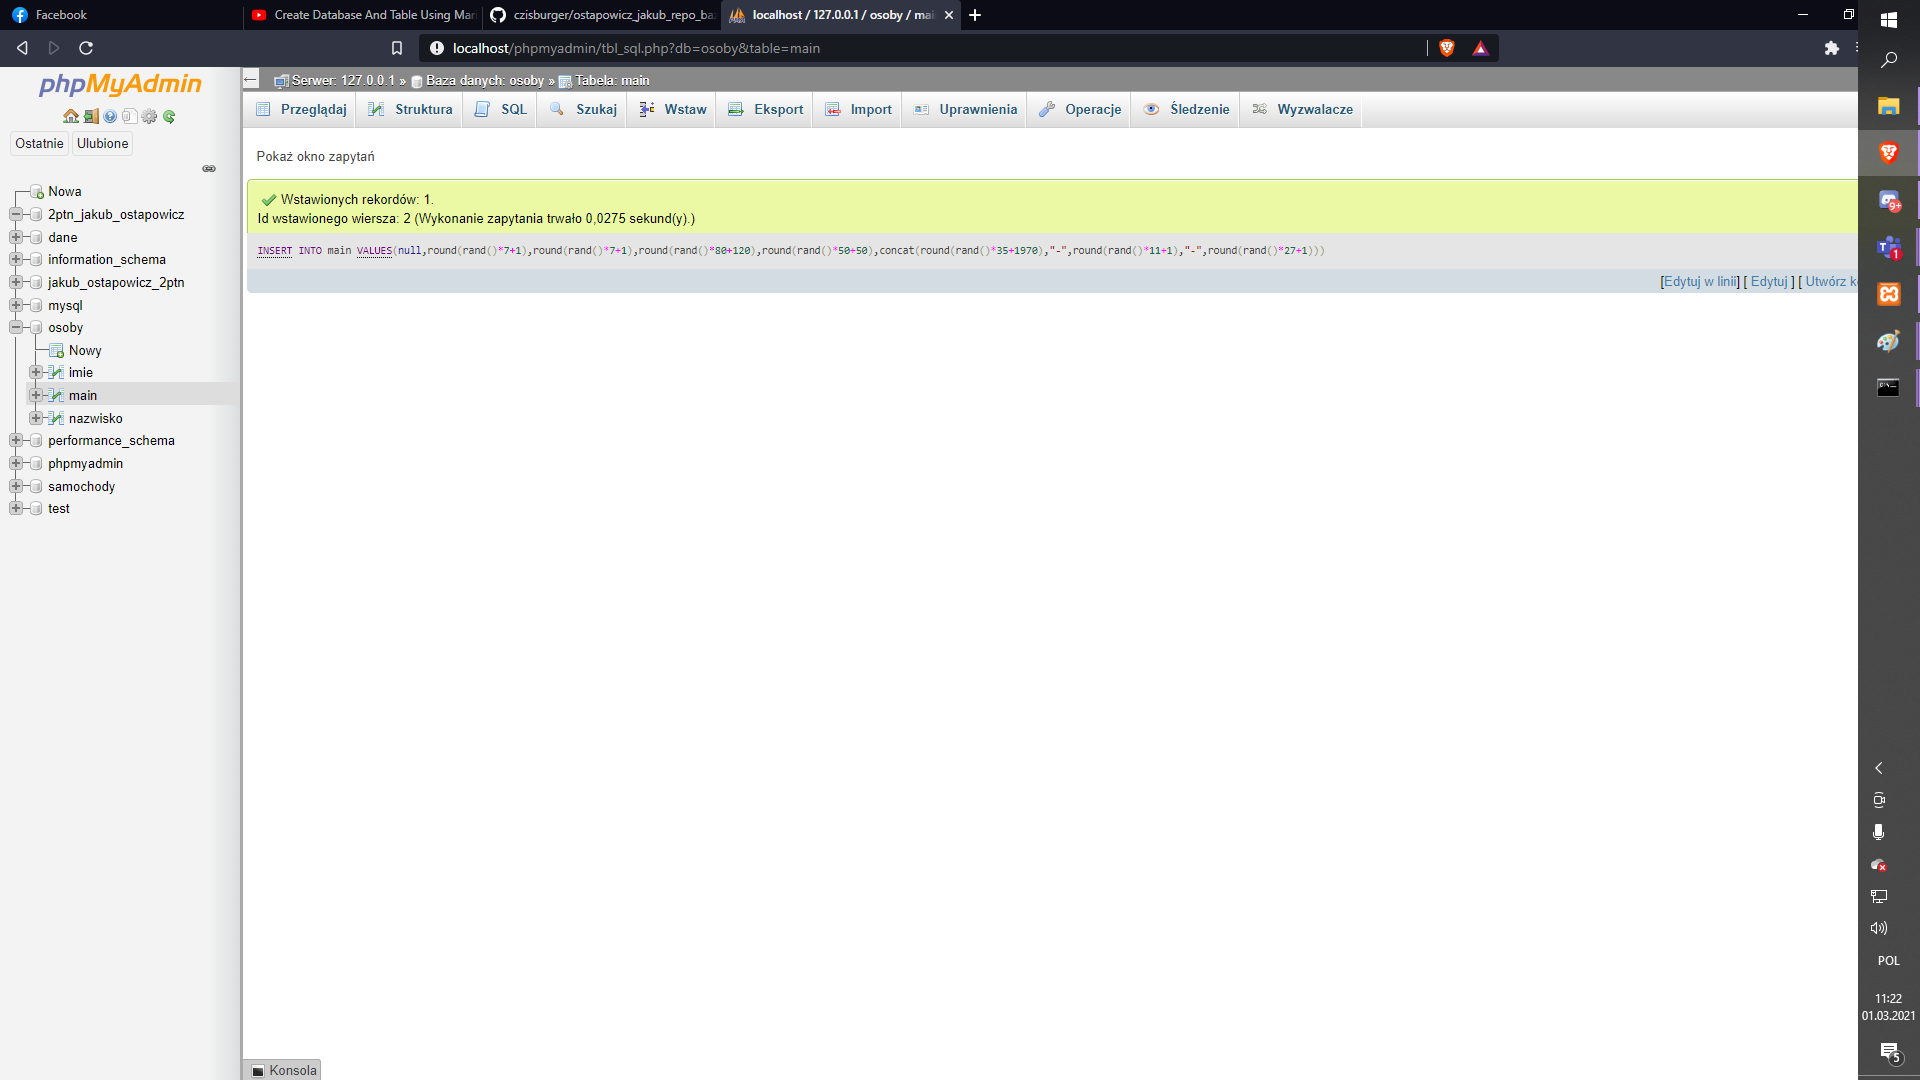 Facebook
Create Database And Table Using Mar
czisburger/ostapowicz_jakub_repo_ba
localhost / 127.0.0.1 / osoby / mai
localhost/phpmyadmin/tbl_sql.php?db=osoby&table=main
phpMyAdmin
Ostatnie
Ulubione
Nowa
2ptn_jakub_ostapowicz
dane
information_schema
jakub_ostapowicz_2ptn
mysql
osoby
Nowy
imie
main
nazwisko
performance_schema
phpmyadmin
samochody
test
Serwer: 127.0.0.1 » Baza danych: osoby » Tabela: main
Przeglądaj
Struktura
SQL
Szukaj
Wstaw
Eksport
Import
Uprawnienia
Operacje
Śledzenie
Wyzwalacze
Pokaż okno zapytań
Wstawionych rekordów: 1.
Id wstawionego wiersza: 2 (Wykonanie zapytania trwało 0,0275 sekund(y).)
INSERT INTO main VALUES(null,round(rand()*7+1),round(rand()*7+1),round(rand()*80+120),round(rand()*50+50),concat(round(rand()*35+1970),"-",round(rand()*11+1),"-",round(rand()*27+1)))
[Edytuj w linii] [ Edytuj ] [ Utwórz k
Konsola
9+
1
POL
11:22
01.03.2021
5